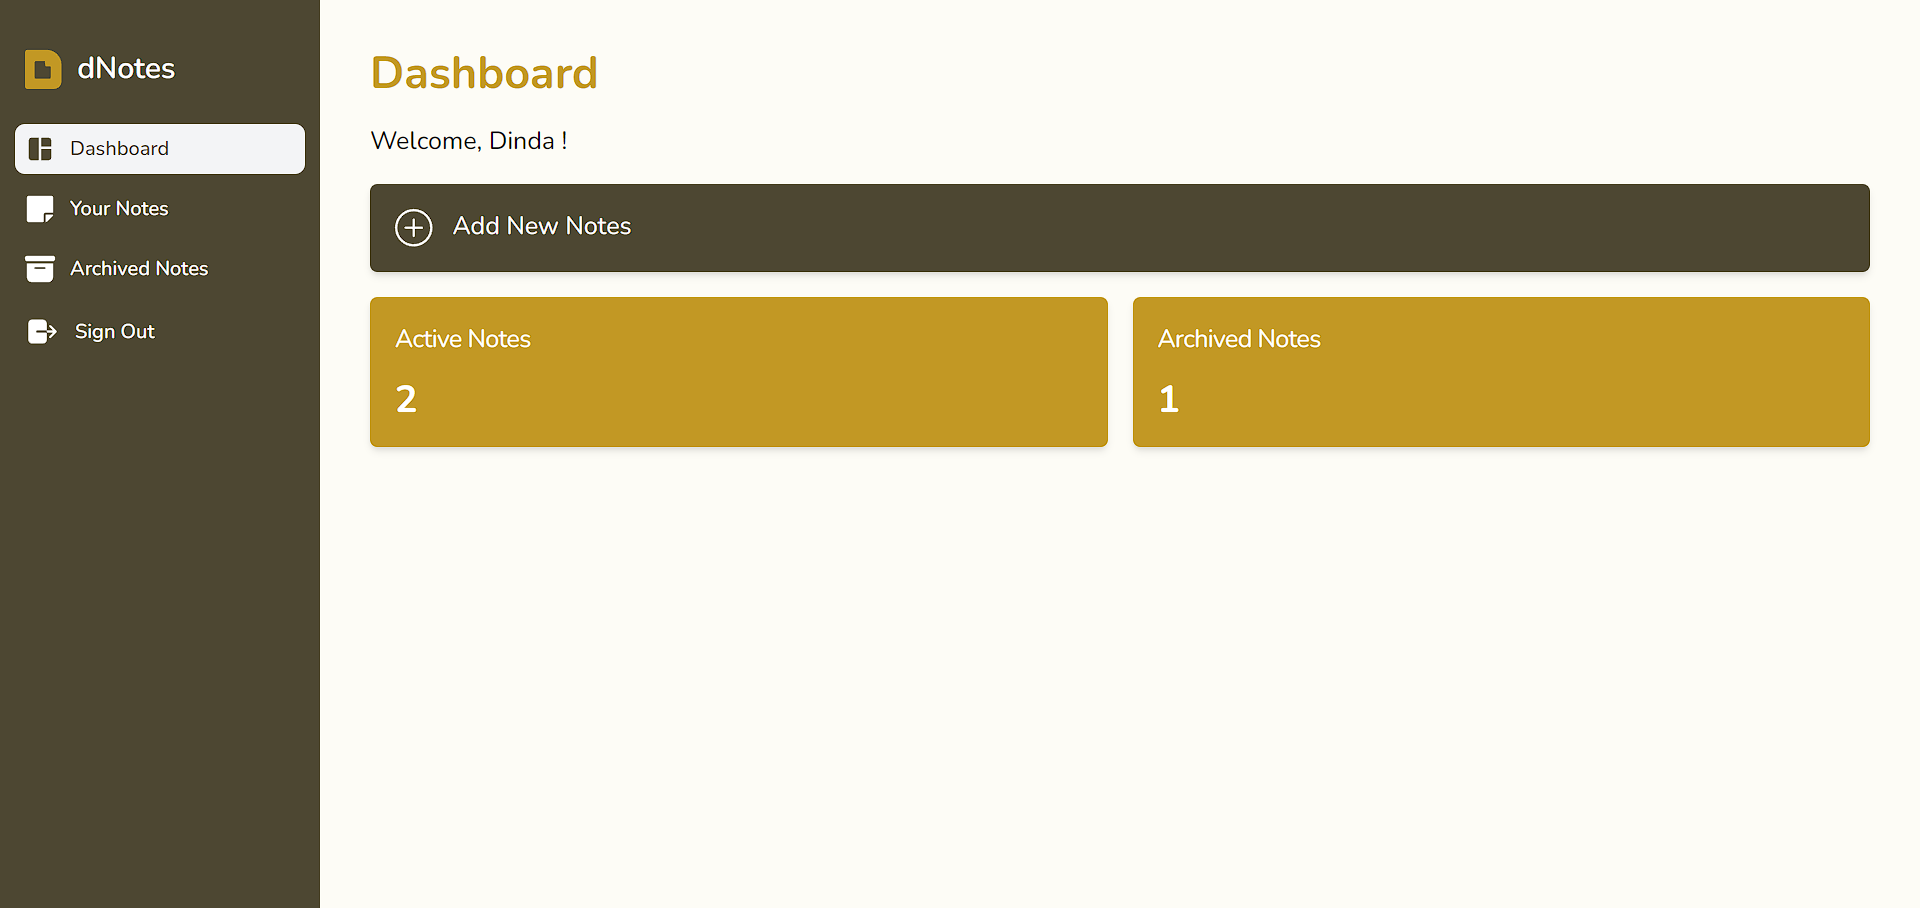 dNotes
Dashboard
Your Notes
Archived Notes
Sign Out
Dashboard
Welcome, Dinda !
Add New Notes
Active Notes
2
Archived Notes
1